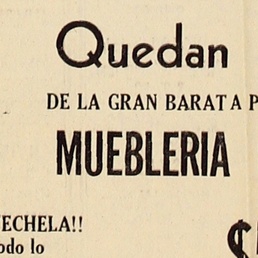 Quedan
DE LA GRAN BARATA P
MUEBLERIA
ECHELA!!
odo lo
$